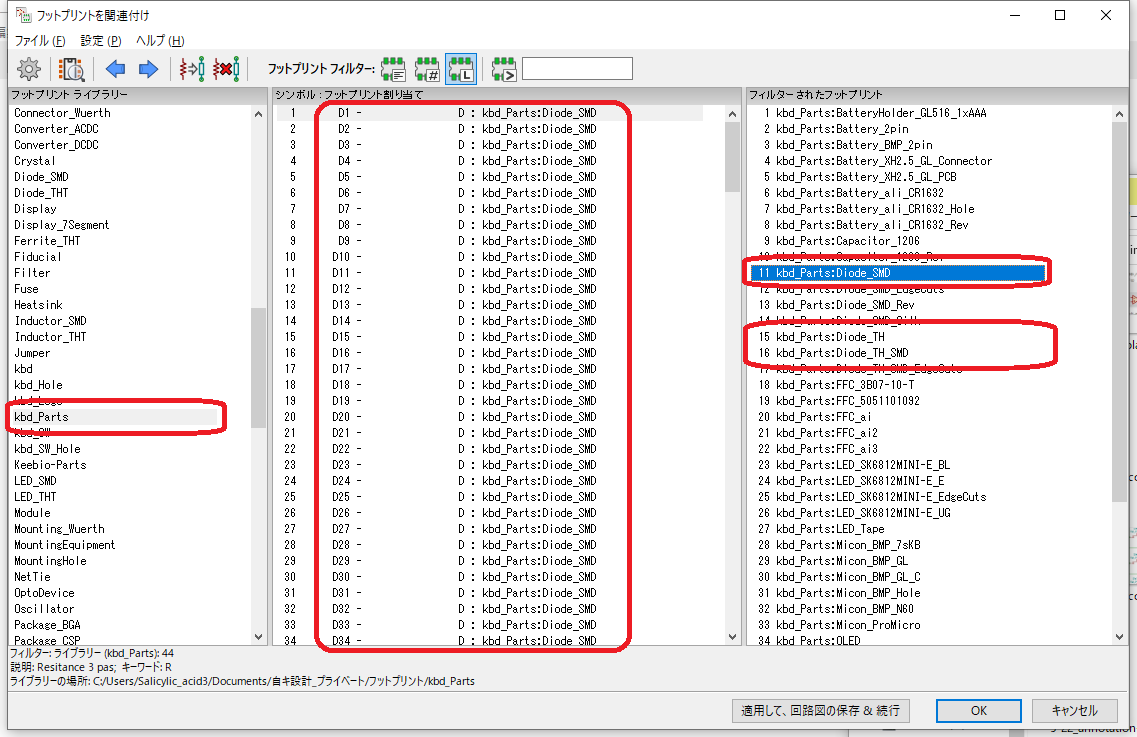 フットプリントを関連付け
ファイル (F) 設定 (P) ヘルプ (H)
フットプリント フィルター:
フットプリント ライブラリー
Connector_Wuerth
Converter_ACDC
Converter_DCDC
Crystal
Diode_SMD
Diode_THT
Display
Display_7Segment
Ferrite_THT
Fiducial
Filter
Fuse
Heatsink
Inductor_SMD
Inductor_THT
Jumper
kbd
kbd_Hole
kbd_Logo
kbd_Parts
kbd_SW
kbd_SW_Hole
Keebio-Parts
LED_SMD
LED_THT
Module
Mounting_Wuerth
MountingEquipment
MountingHole
NetTie
OptoDevice
Oscillator
Package_BGA
Package_CSP
シンボル : フットプリント割り当て
1 D1 - D : kbd_Parts:Diode_SMD
2 D2 - D : kbd_Parts:Diode_SMD
3 D3 - D : kbd_Parts:Diode_SMD
4 D4 - D : kbd_Parts:Diode_SMD
5 D5 - D : kbd_Parts:Diode_SMD
6 D6 - D : kbd_Parts:Diode_SMD
7 D7 - D : kbd_Parts:Diode_SMD
8 D8 - D : kbd_Parts:Diode_SMD
9 D9 - D : kbd_Parts:Diode_SMD
10 D10 - D : kbd_Parts:Diode_SMD
11 D11 - D : kbd_Parts:Diode_SMD
12 D12 - D : kbd_Parts:Diode_SMD
13 D13 - D : kbd_Parts:Diode_SMD
14 D14 - D : kbd_Parts:Diode_SMD
15 D15 - D : kbd_Parts:Diode_SMD
16 D16 - D : kbd_Parts:Diode_SMD
17 D17 - D : kbd_Parts:Diode_SMD
18 D18 - D : kbd_Parts:Diode_SMD
19 D19 - D : kbd_Parts:Diode_SMD
20 D20 - D : kbd_Parts:Diode_SMD
21 D21 - D : kbd_Parts:Diode_SMD
22 D22 - D : kbd_Parts:Diode_SMD
23 D23 - D : kbd_Parts:Diode_SMD
24 D24 - D : kbd_Parts:Diode_SMD
25 D25 - D : kbd_Parts:Diode_SMD
26 D26 - D : kbd_Parts:Diode_SMD
27 D27 - D : kbd_Parts:Diode_SMD
28 D28 - D : kbd_Parts:Diode_SMD
29 D29 - D : kbd_Parts:Diode_SMD
30 D30 - D : kbd_Parts:Diode_SMD
31 D31 - D : kbd_Parts:Diode_SMD
32 D32 - D : kbd_Parts:Diode_SMD
33 D33 - D : kbd_Parts:Diode_SMD
34 D34 - D : kbd_Parts:Diode_SMD
フィルターされたフットプリント
1 kbd_Parts:BatteryHolder_GL516_1xAAA
2 kbd_Parts:Battery_2pin
3 kbd_Parts:Battery_BMP_2pin
4 kbd_Parts:Battery_XH2.5_GL_Connector
5 kbd_Parts:Battery_XH2.5_GL_PCB
6 kbd_Parts:Battery_ali_CR1632
7 kbd_Parts:Battery_ali_CR1632_Hole
8 kbd_Parts:Battery_ali_CR1632_Rev
9 kbd_Parts:Capacitor_1206
10 kbd_Parts:Capacitor_1206_Rev
11 kbd_Parts:Diode_SMD
12 kbd_Parts:Diode_SMD_EdgeCuts
13 kbd_Parts:Diode_SMD_Rev
14 kbd_Parts:Diode_SMD_Silk
15 kbd_Parts:Diode_TH
16 kbd_Parts:Diode_TH_SMD
17 kbd_Parts:Diode_TH_SMD_EdgeCuts
18 kbd_Parts:FFC_3B07-10-T
19 kbd_Parts:FFC_5051101092
20 kbd_Parts:FFC_ai
21 kbd_Parts:FFC_ai2
22 kbd_Parts:FFC_ai3
23 kbd_Parts:LED_SK6812MINI-E_BL
24 kbd_Parts:LED_SK6812MINI-E_E
25 kbd_Parts:LED_SK6812MINI-E_EdgeCuts
26 kbd_Parts:LED_SK6812MINI-E_UG
27 kbd_Parts:LED_Tape
28 kbd_Parts:Micon_BMP_7sKB
29 kbd_Parts:Micon_BMP_GL
30 kbd_Parts:Micon_BMP_GL_C
31 kbd_Parts:Micon_BMP_Hole
32 kbd_Parts:Micon_BMP_N60
33 kbd_Parts:Micon_ProMicro
34 kbd_Parts:OLED
フィルター: ライブラリー (kbd_Parts): 44
説明: Resitance 3 pas; キーワード: R
ライブラリーの場所: C:/Users/Salicylic_acid3/Documents/自キ設計_プライベート/フットプリント/kbd_Parts
適用して、回路図の保存 & 続行
OK
キャンセル